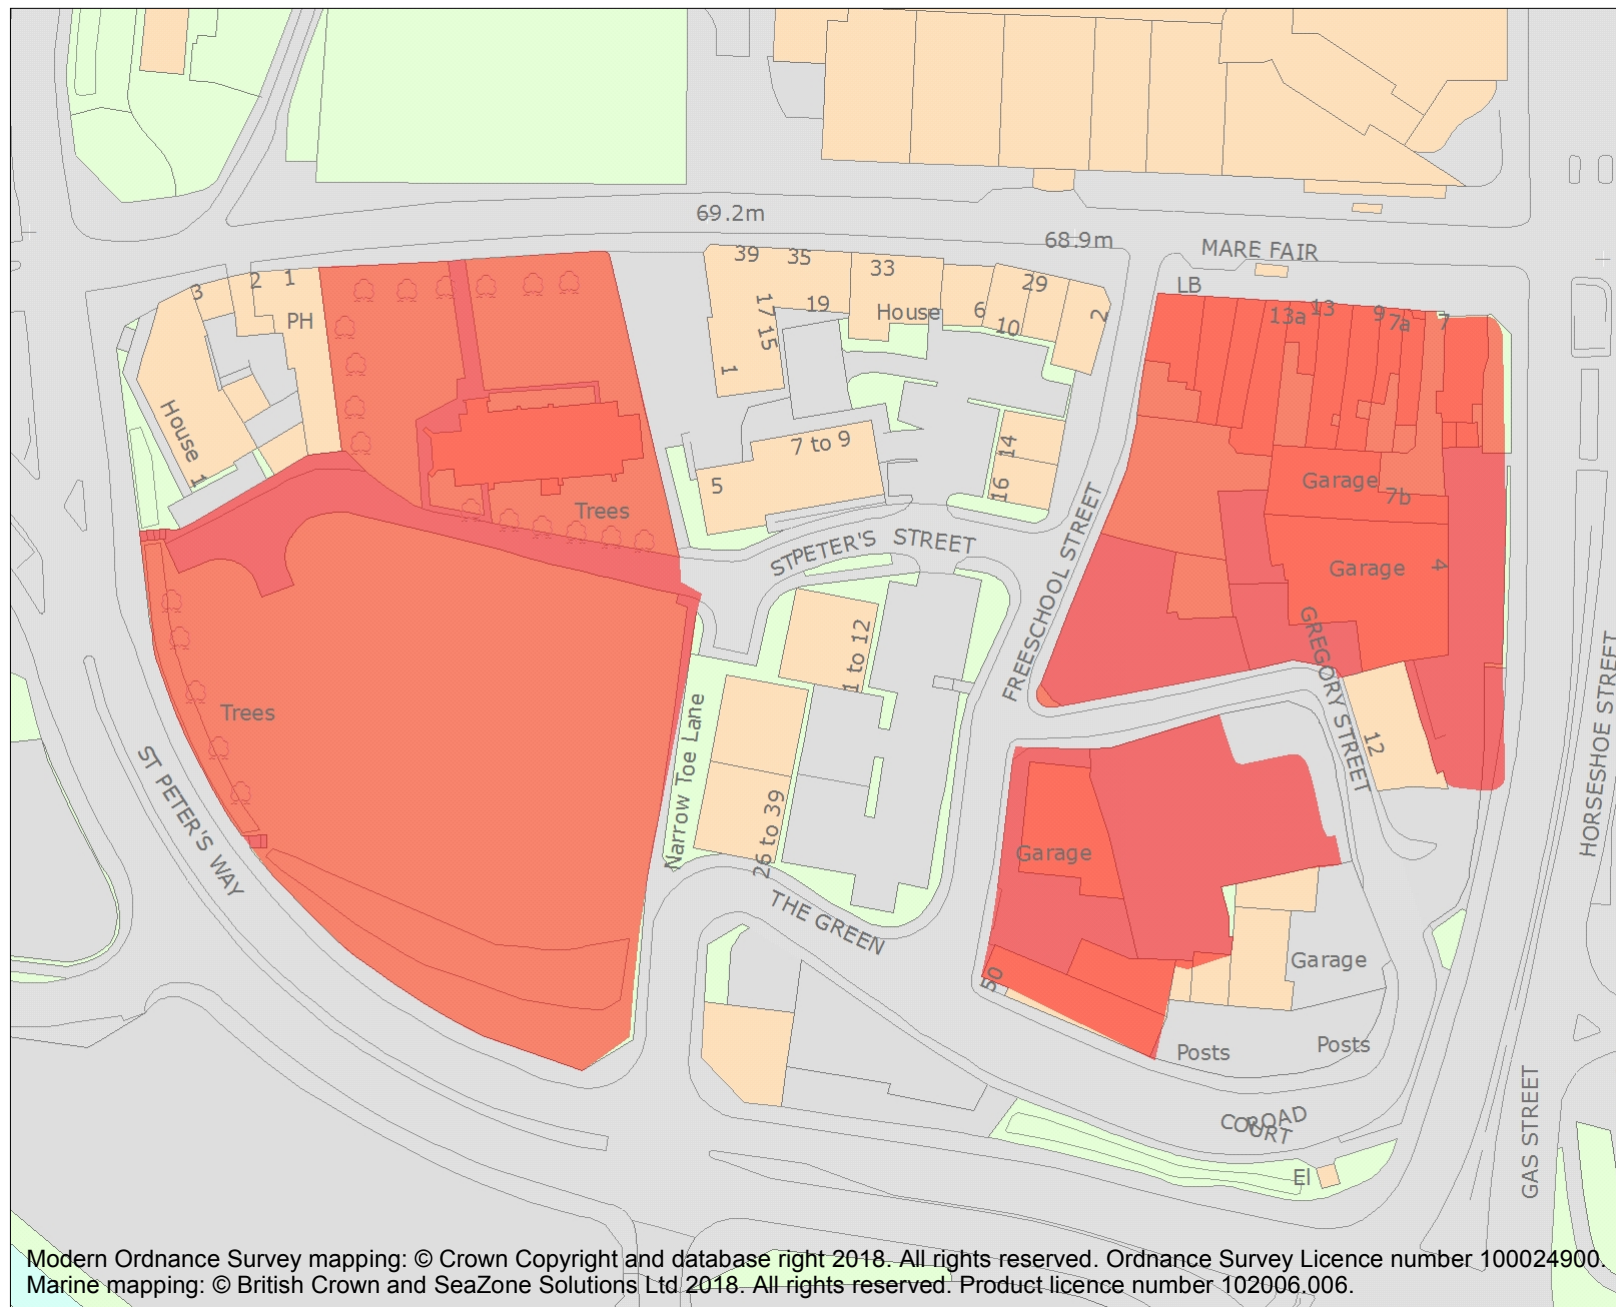 69.2m
68.9m
MARE FAIR
39
35
33
3
2
1
LB
29
House
17 15
19
6
10
2
13a
13
9
7a
7
PH
1
House
1
7 to 9
14
5
16
Garage
7b
Trees
ST PETER'S STREET
Garage
4
FREESCHOOL STREET
GREGORY STREET
1 to 12
Trees
Narrow Toe Lane
12
HORSESHOE STREET
ST PETER'S WAY
26 to 39
Garage
THE GREEN
Garage
50
Posts
Posts
COURT
ROAD
GAS STREET
El
Modern Ordnance Survey mapping: © Crown Copyright and database right 2018. All rights reserved. Ordnance Survey Licence number 100024900.
Marine mapping: © British Crown and SeaZone Solutions Ltd 2018. All rights reserved. Product licence number 102006.006.